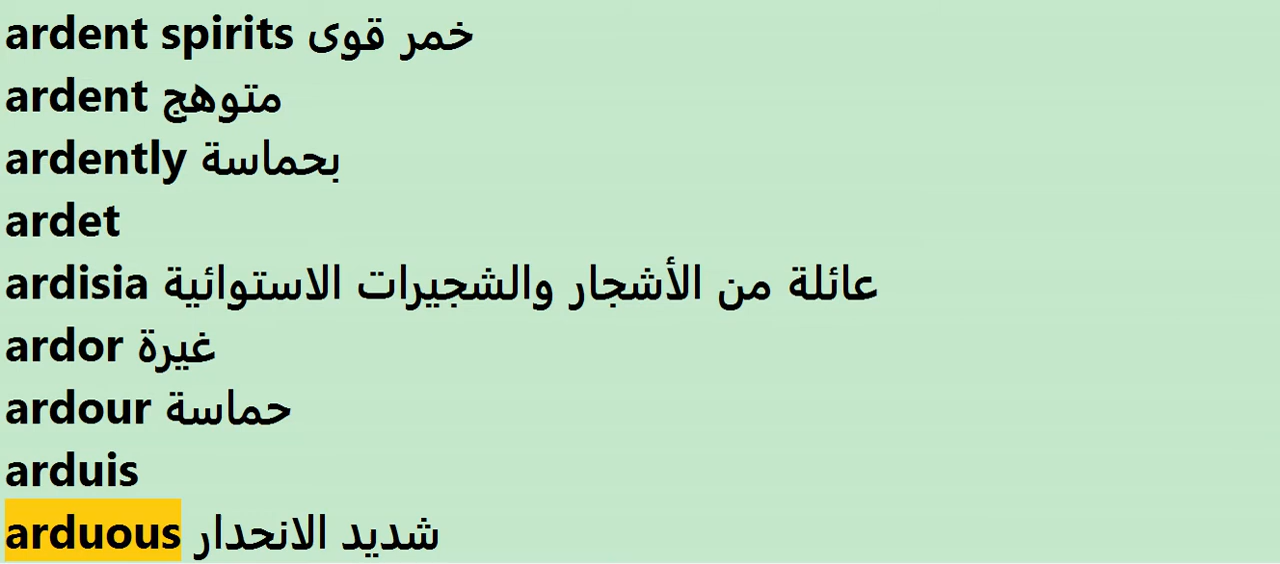 ardent spirits خمر قوى
ardent متوهج
ardently بحماسة
ardet
ardisia عائلة من الأشجار والشجيرات الاستوائية
ardor غيرة
ardour حماسة
arduis
arduous شديد الانحدار